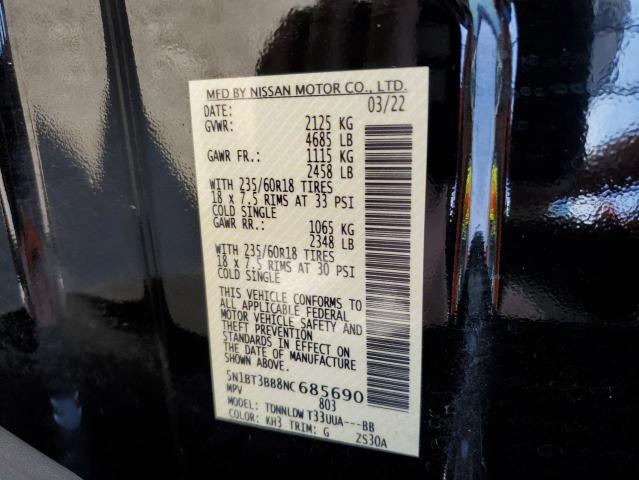 MFD BY NISSAN MOTOR CO., LTD.
DATE: 03/22
GVWR: 2125 KG
4685 LB
GAWR FR.: 1115 KG
2458 LB
WITH 235/60R18 TIRES
18 x 7.5 RIMS AT 33 PSI
COLD SINGLE
GAWR RR.: 1065 KG
2348 LB
WITH 235/60R18 TIRES
18 x 7.5 RIMS AT 30 PSI
COLD SINGLE
THIS VEHICLE CONFORMS TO
ALL APPLICABLE FEDERAL
MOTOR VEHICLE SAFETY AND
THEFT PREVENTION
STANDARDS IN EFFECT ON
THE DATE OF MANUFACTURE
SHOWN ABOVE.
5N1BT3BB8NC685690
MPV 803
MODEL: TDNNLDW T33UUA---BB
COLOR: KH3 TRIM: G 2S30A